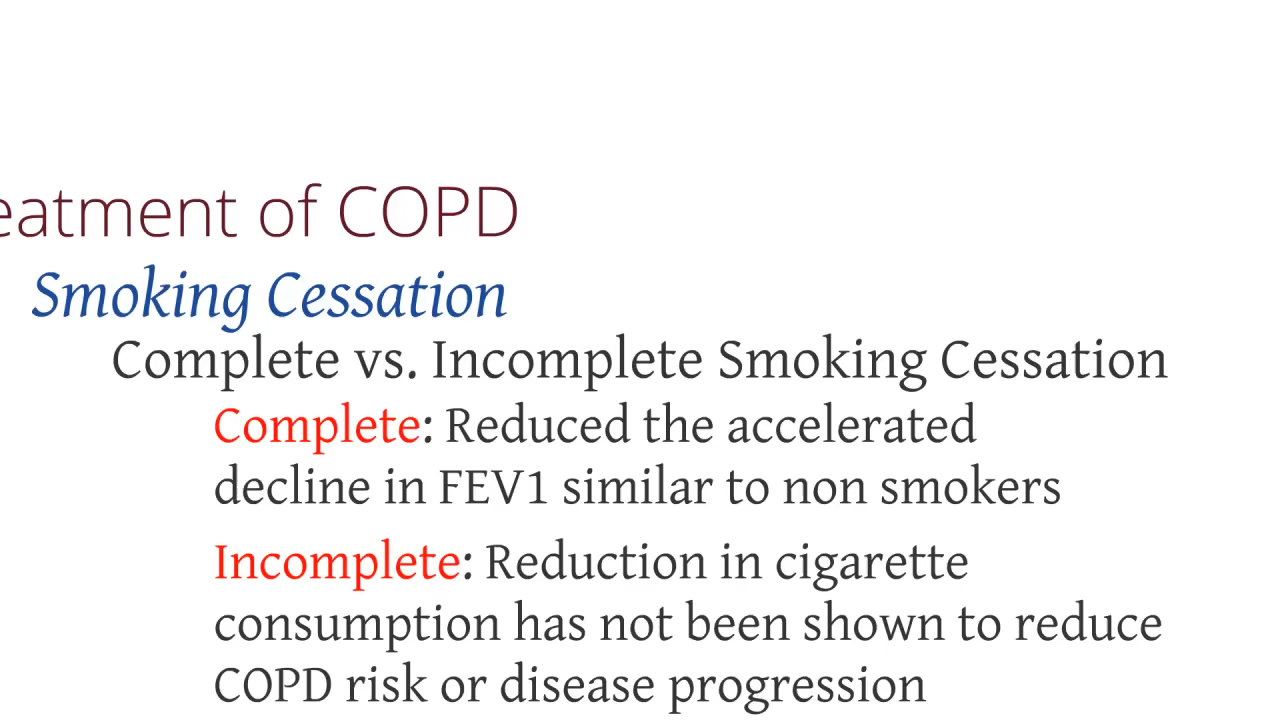 eatment of COPD
Smoking Cessation
Complete vs. Incomplete Smoking Cessation
Complete: Reduced the accelerated
decline in FEV1 similar to non smokers
Incomplete: Reduction in cigarette
consumption has not been shown to reduce
COPD risk or disease progression